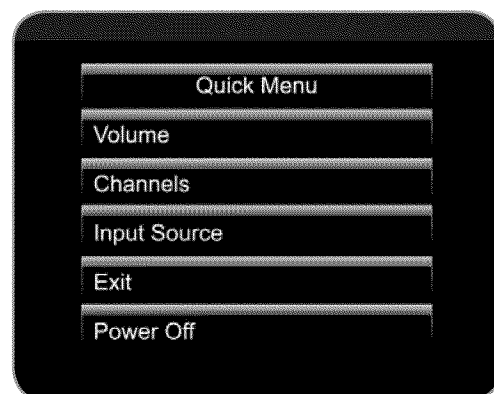 Quick Menu
Volume
Channels
Input Source
Exit
Power Off